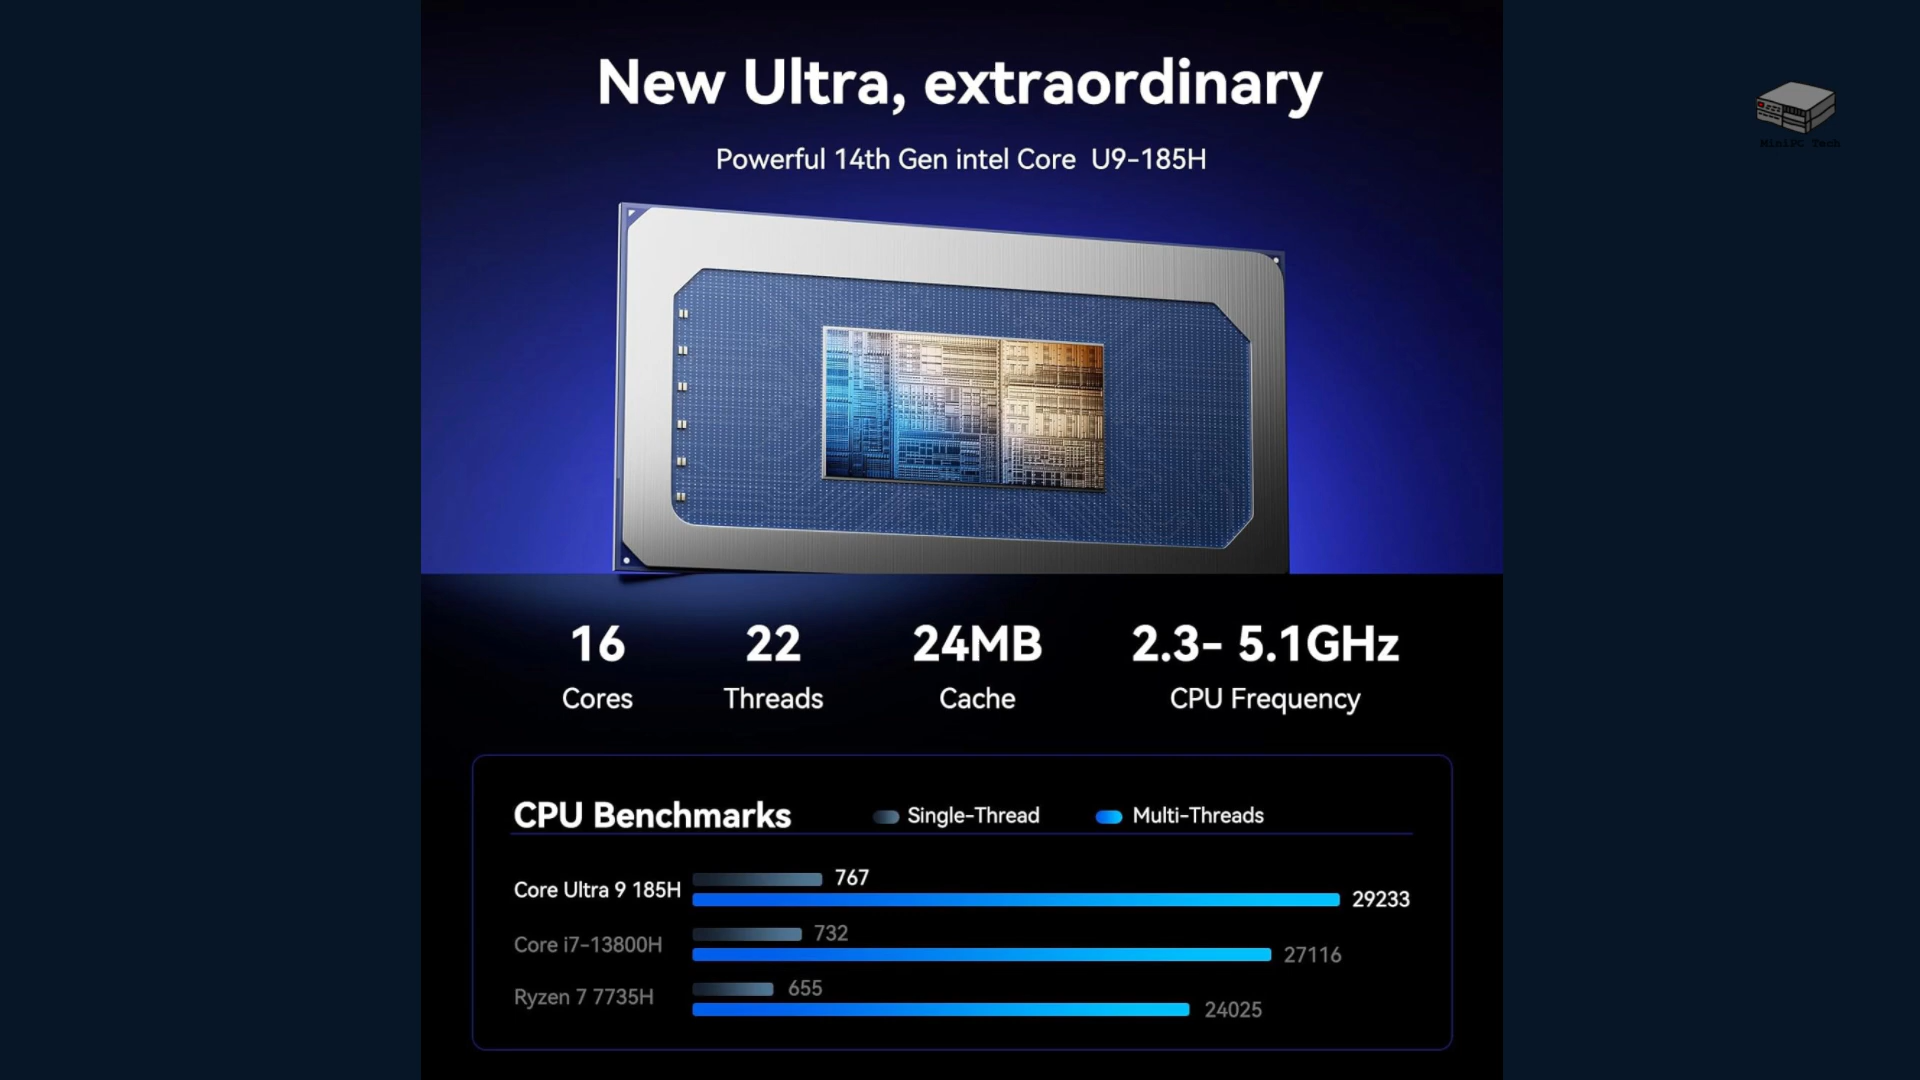 New Ultra, extraordinary
Powerful 14th Gen intel Core U9-185H
MiniPC Tech
16
22
24MB
2.3- 5.1GHz
Cores
Threads
Cache
CPU Frequency
CPU Benchmarks
Single-Thread
Multi-Threads
Core Ultra 9 185H
767
29233
Core i7-13800H
732
27116
Ryzen 7 7735H
655
24025